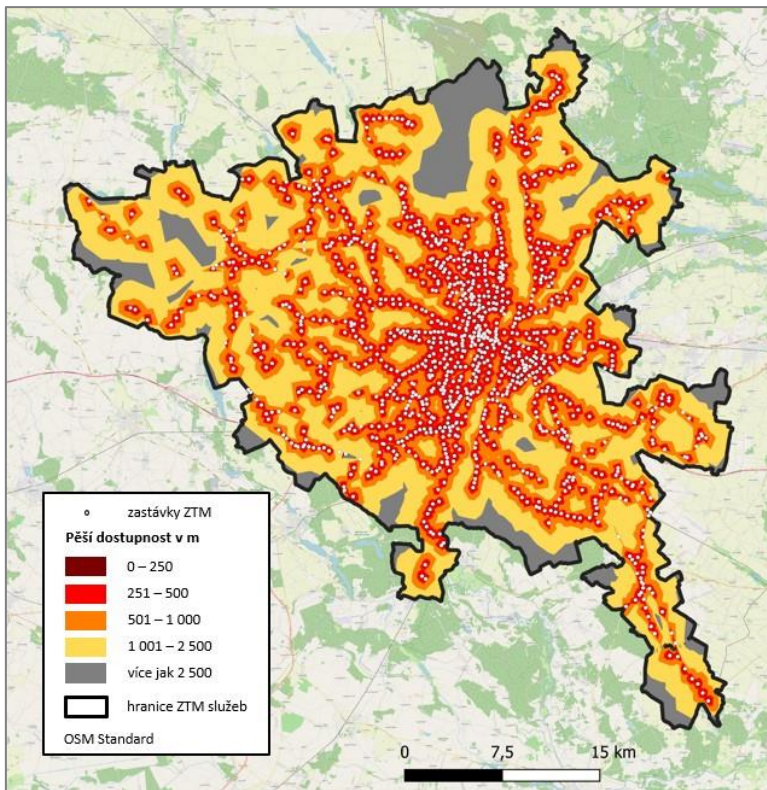 zastávky ZTM
Pěší dostupnost v m
0 – 250
251 – 500
501 – 1 000
1 001 – 2 500
více jak 2 500
hranice ZTM služeb
OSM Standard
0 7,5 15 km